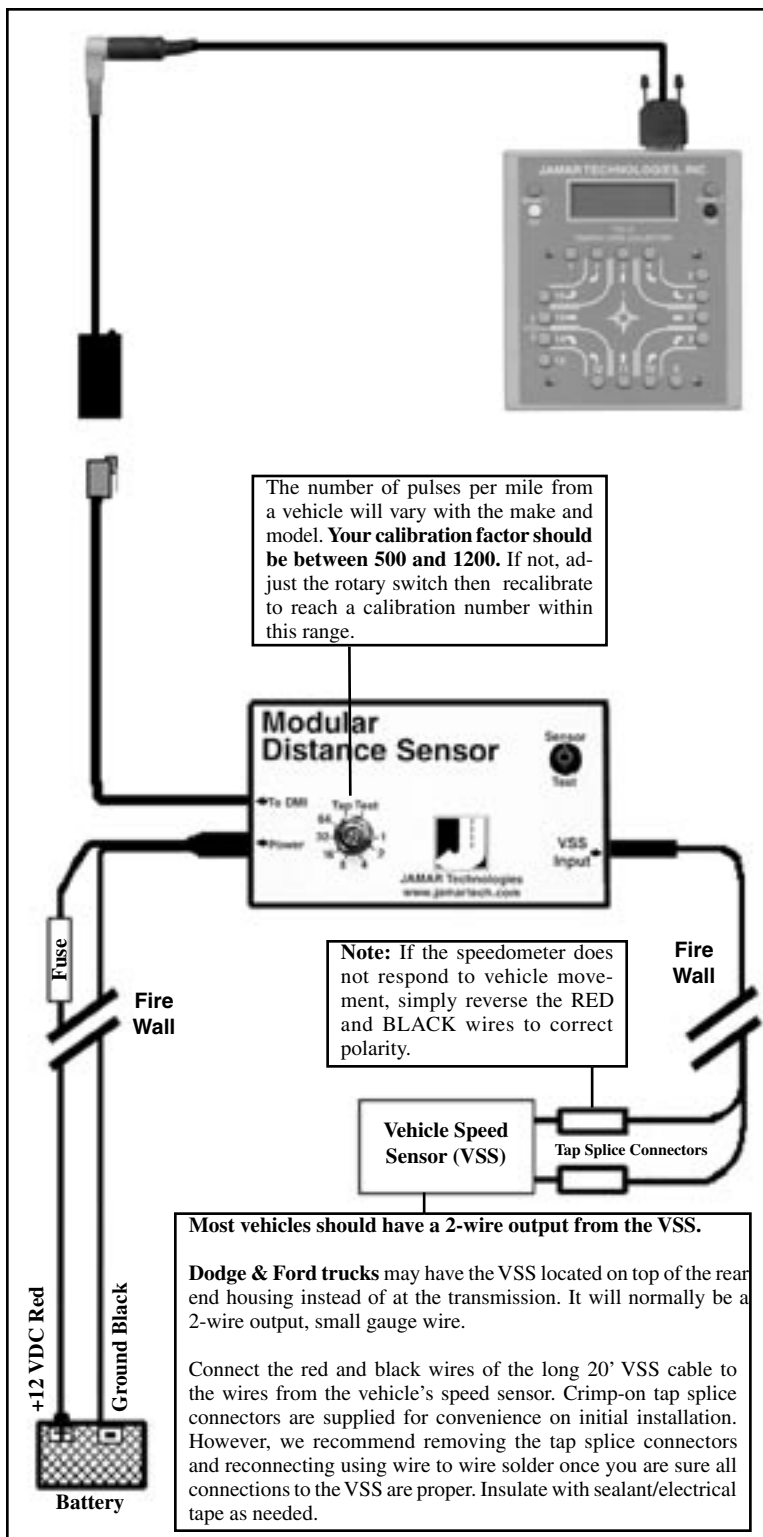 JAMAR TECHNOLOGIES, INC
The number of pulses per mile from
a vehicle will vary with the make and
model. Your calibration factor should
be between 500 and 1200. If not, ad-
just the rotary switch then recalibrate
to reach a calibration number within
this range.
Modular
Distance Sensor
Sensor
Test
To DMI
Tap Test
64
32
16
8
4
2
1
Power
VSS
Input
JAMAR Technologies
www.jamartech.com
Fuse
Fire
Wall
Note: If the speedometer does
not respond to vehicle move-
ment, simply reverse the RED
and BLACK wires to correct
polarity.
Fire
Wall
Vehicle Speed
Sensor (VSS)
Tap Splice Connectors
Most vehicles should have a 2-wire output from the VSS.
Dodge & Ford trucks may have the VSS located on top of the rear
end housing instead of at the transmission. It will normally be a
2-wire output, small gauge wire.
Connect the red and black wires of the long 20’ VSS cable to
the wires from the vehicle’s speed sensor. Crimp-on tap splice
connectors are supplied for convenience on initial installation.
However, we recommend removing the tap splice connectors
and reconnecting using wire to wire solder once you are sure all
connections to the VSS are proper. Insulate with sealant/electrical
tape as needed.
+12 VDC Red
Ground Black
Battery